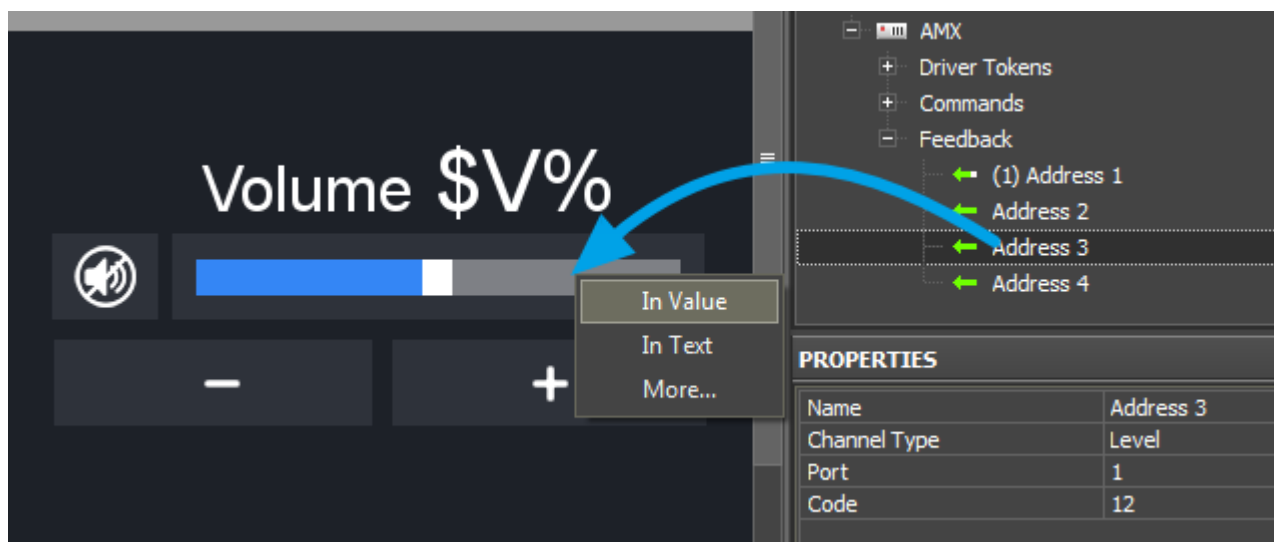 AMX
Driver Tokens
Commands
Feedback
(1) Address 1
Address 2
Address 3
Address 4
Volume $V%
In Value
In Text
More...
PROPERTIES
Name Address 3
Channel Type Level
Port 1
Code 12